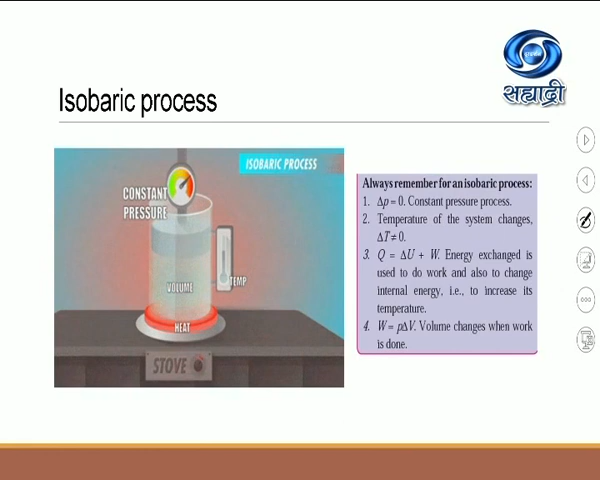 सह्याद्री
Isobaric process
ISOBARIC PROCESS
CONSTANT
PRESSURE
VOLUME
TEMP
HEAT
STOVE
Always remember for an isobaric process:
1. Δp = 0. Constant pressure process.
2. Temperature of the system changes,
ΔT ≠ 0.
3. Q = ΔU + W. Energy exchanged is
used to do work and also to change
internal energy, i.e., to increase its
temperature.
4. W = pΔV. Volume changes when work
is done.